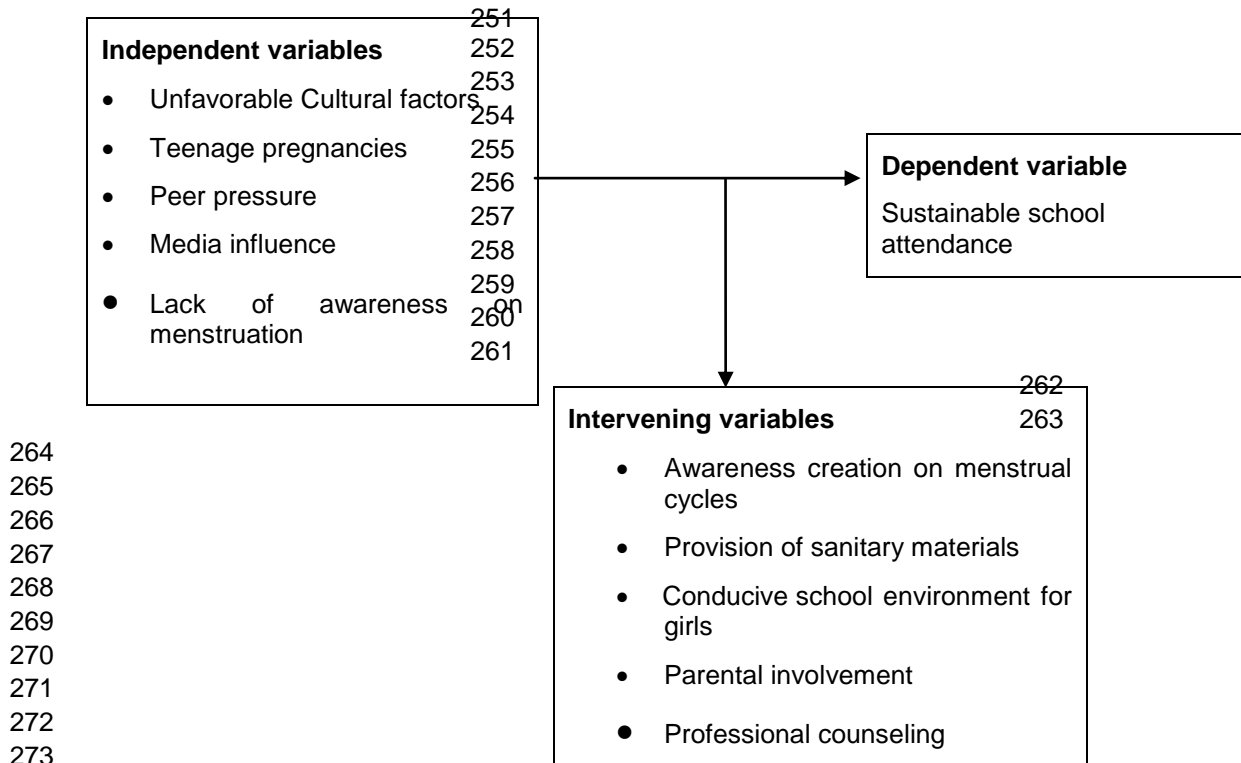 251
252
253
254
255
256
257
258
259
260
261
Independent variables
• Unfavorable Cultural factors
• Teenage pregnancies
• Peer pressure
• Media influence
• Lack of awareness on
menstruation
Dependent variable
Sustainable school
attendance
262
263
Intervening variables
• Awareness creation on menstrual
cycles
• Provision of sanitary materials
• Conducive school environment for
girls
• Parental involvement
• Professional counseling
264
265
266
267
268
269
270
271
272
273